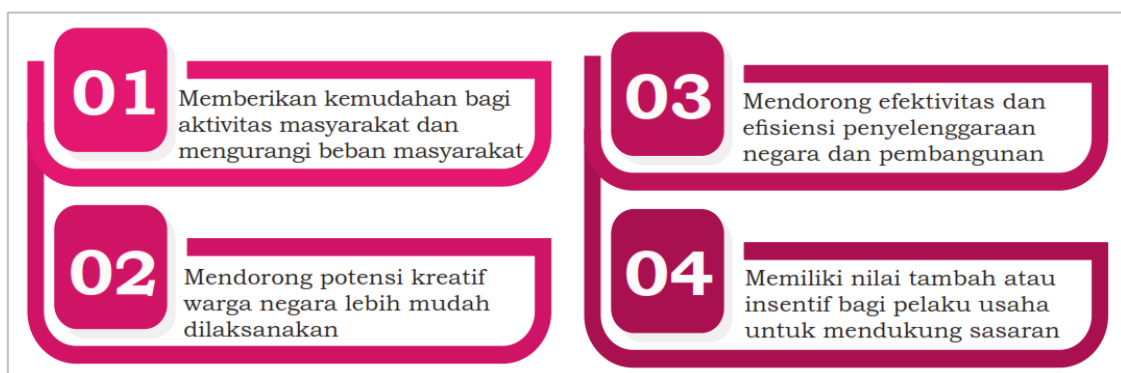 01
Memberikan kemudahan bagi
aktivitas masyarakat dan
mengurangi beban masyarakat
02
Mendorong potensi kreatif
warga negara lebih mudah
dilaksanakan
03
Mendorong efektivitas dan
efisiensi penyelenggaraan
negara dan pembangunan
04
Memiliki nilai tambah atau
insentif bagi pelaku usaha
untuk mendukung sasaran